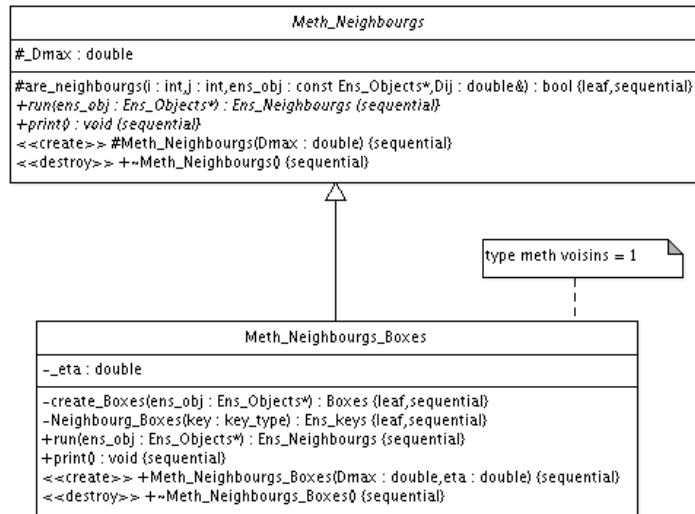 Meth_Neighbourgs
#_Dmax : double
#are_neighbourgs(i : int,j : int,ens_obj : const Ens_Objects*,Dij : double&) : bool {leaf,sequential}
+run(ens_obj : Ens_Objects*) : Ens_Neighbourgs {sequential}
+print() : void {sequential}
<<create>> #Meth_Neighbourgs(Dmax : double) {sequential}
<<destroy>> +~Meth_Neighbourgs() {sequential}
type meth voisins = 1
Meth_Neighbourgs_Boxes
-_eta : double
-create_Boxes(ens_obj : Ens_Objects*) : Boxes {leaf,sequential}
-Neighbourg_Boxes(key : key_type) : Ens_keys {leaf,sequential}
+run(ens_obj : Ens_Objects*) : Ens_Neighbourgs {sequential}
+print() : void {sequential}
<<create>> +Meth_Neighbourgs_Boxes(Dmax : double,eta : double) {sequential}
<<destroy>> +~Meth_Neighbourgs_Boxes() {sequential}